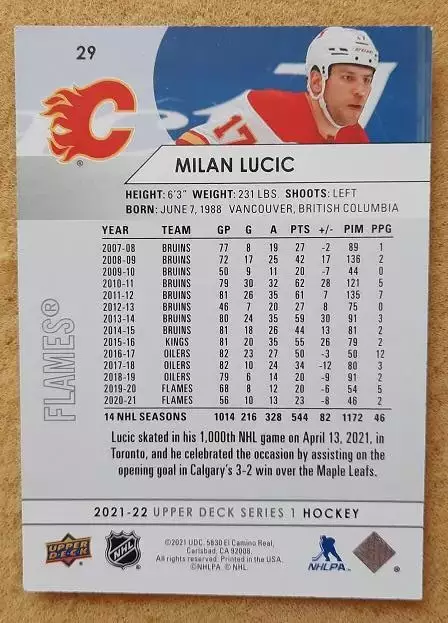 29
17
MILAN LUCIC
HEIGHT: 6'3" WEIGHT: 231 LBS. SHOOTS: LEFT
BORN: JUNE 7, 1988 VANCOUVER, BRITISH COLUMBIA
YEAR TEAM GP G A PTS +/- PIM PPG
2007-08 BRUINS 77 8 19 27 -2 89 1
2008-09 BRUINS 72 17 25 42 17 136 2
2009-10 BRUINS 50 9 11 20 -7 44 0
2010-11 BRUINS 79 30 32 62 28 121 5
2011-12 BRUINS 81 26 35 61 7 135 7
2012-13 BRUINS 46 7 20 27 8 75 0
2013-14 BRUINS 80 24 35 59 30 91 3
2014-15 BRUINS 81 18 26 44 13 81 2
2015-16 KINGS 81 20 35 55 26 79 2
2016-17 OILERS 82 23 27 50 -3 50 12
2017-18 OILERS 82 10 24 34 -12 80 3
2018-19 OILERS 79 6 14 20 -9 91 2
2019-20 FLAMES 68 8 12 20 -6 54 5
2020-21 FLAMES 56 10 13 23 -8 46 2
14 NHL SEASONS 1014 216 328 544 82 1172 46
FLAMES®
Lucic skated in his 1,000th NHL game on April 13, 2021, in
Toronto, and he celebrated the occasion by assisting on the
opening goal in Calgary's 3-2 win over the Maple Leafs.
2021-22 UPPER DECK SERIES 1 HOCKEY
UPPER DECK
NHL
©2021 UDC. 5830 El Camino Real,
Carlsbad, CA 92008.
All rights reserved. Printed in the USA.
©NHLPA © NHL.
NHLPA